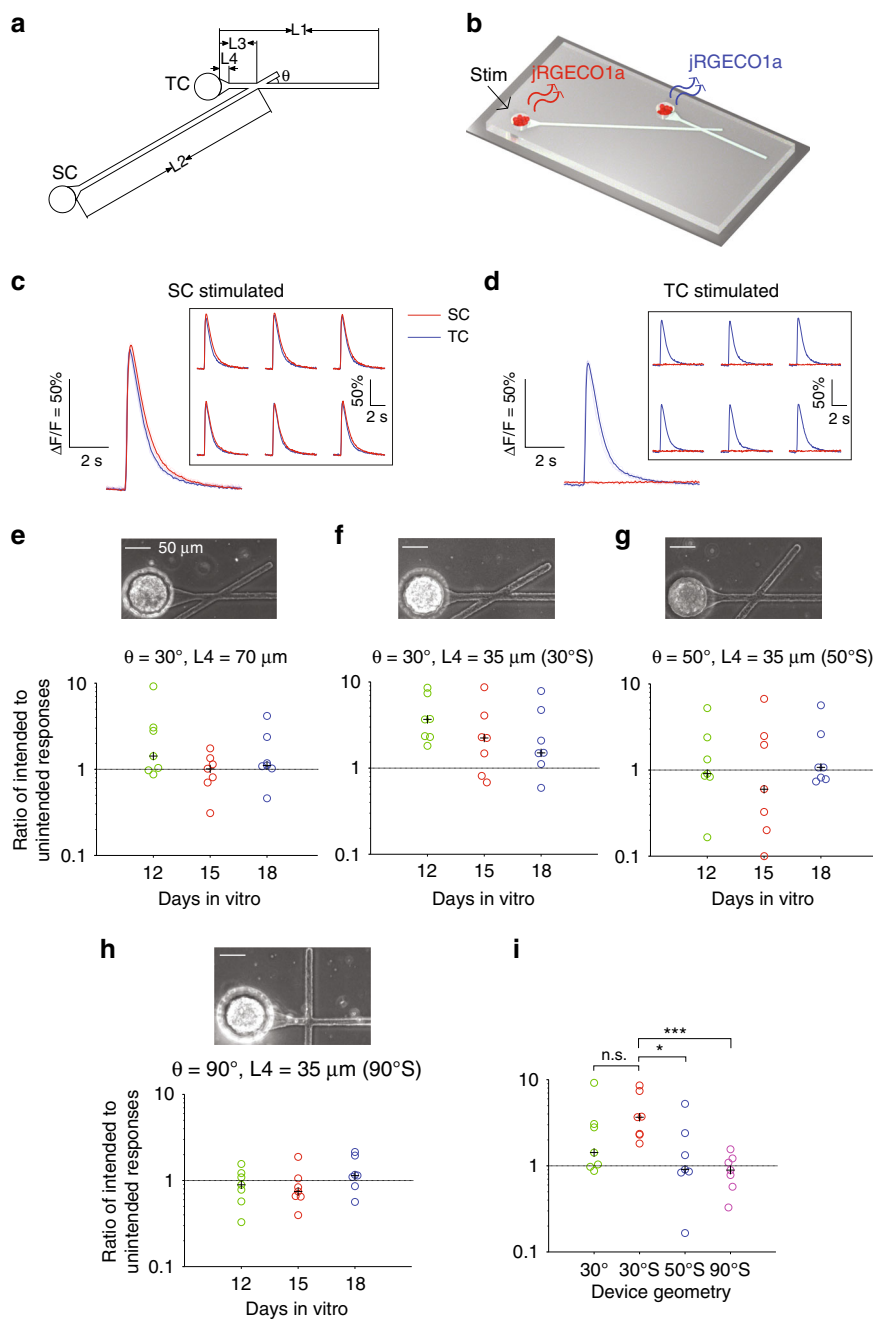 a
L1
L3
L4
θ
TC
L2
SC
b
jRGECO1a
jRGECO1a
Stim
c
SC stimulated
SC
TC
ΔF/F = 50%
2 s
50%
2 s
d
TC stimulated
ΔF/F = 50%
2 s
50%
2 s
e
50 μm
θ = 30°, L4 = 70 μm
Ratio of intended to
unintended responses
10
1
0.1
12 15 18
Days in vitro
f
θ = 30°, L4 = 35 μm (30°S)
10
1
0.1
12 15 18
Days in vitro
g
θ = 50°, L4 = 35 μm (50°S)
10
1
0.1
12 15 18
Days in vitro
h
θ = 90°, L4 = 35 μm (90°S)
Ratio of intended to
unintended responses
10
1
0.1
12 15 18
Days in vitro
i
***
n.s. *
10
1
0.1
30° 30°S 50°S 90°S
Device geometry